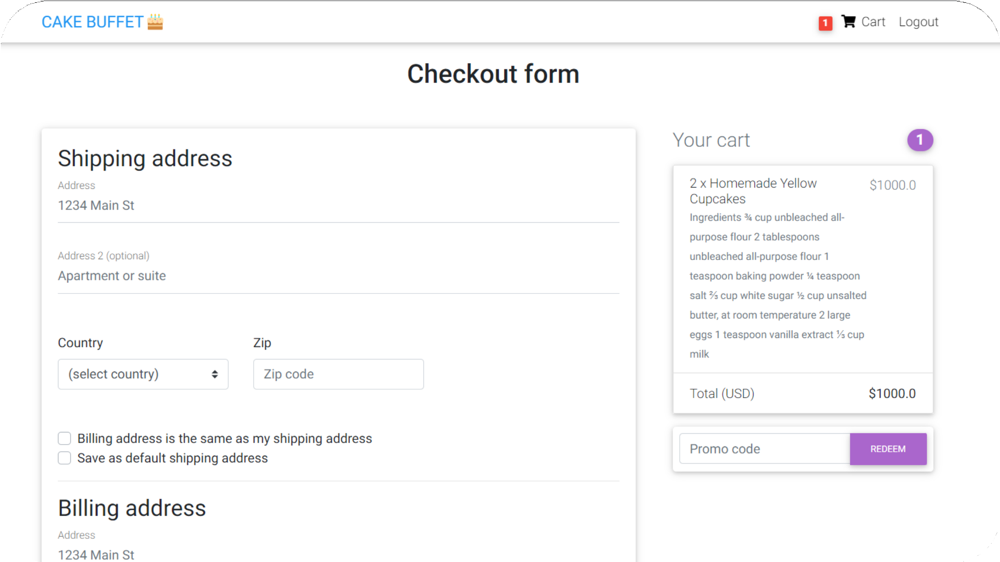 CAKE BUFFET
1 Cart Logout
Checkout form
Shipping address
Address
1234 Main St
Address 2 (optional)
Apartment or suite
Country Zip
(select country) Zip code
Billing address is the same as my shipping address
Save as default shipping address
Billing address
Address
1234 Main St
Your cart 1
2 x Homemade Yellow $1000.0
Cupcakes
Ingredients ¾ cup unbleached all-
purpose flour 2 tablespoons
unbleached all-purpose flour 1
teaspoon baking powder ¼ teaspoon
salt ⅔ cup white sugar ½ cup unsalted
butter, at room temperature 2 large
eggs 1 teaspoon vanilla extract ⅓ cup
milk
Total (USD) $1000.0
Promo code REDEEM